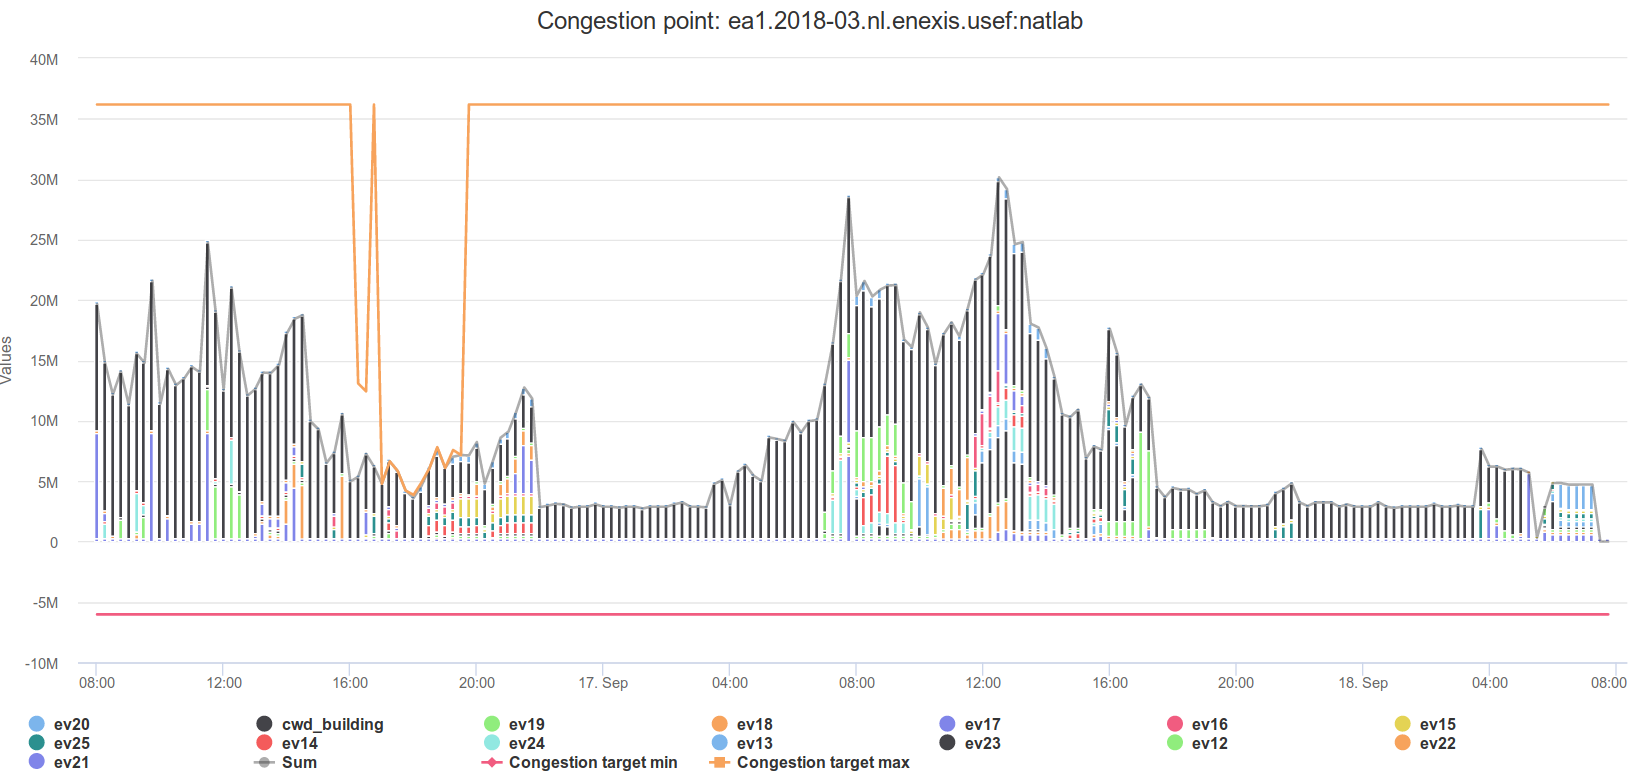 Congestion point: ea1.2018-03.nl.enexis.usef:natlab
40M
35M
30M
25M
20M
15M
10M
5M
0
-5M
-10M
Values
08:00 12:00 16:00 20:00 17. Sep 04:00 08:00 12:00 16:00 20:00 18. Sep 04:00 08:00
ev20 cwd_building ev19 ev18 ev17 ev16 ev15
ev25 ev14 ev24 ev13 ev23 ev12 ev22
ev21 Sum Congestion target min Congestion target max